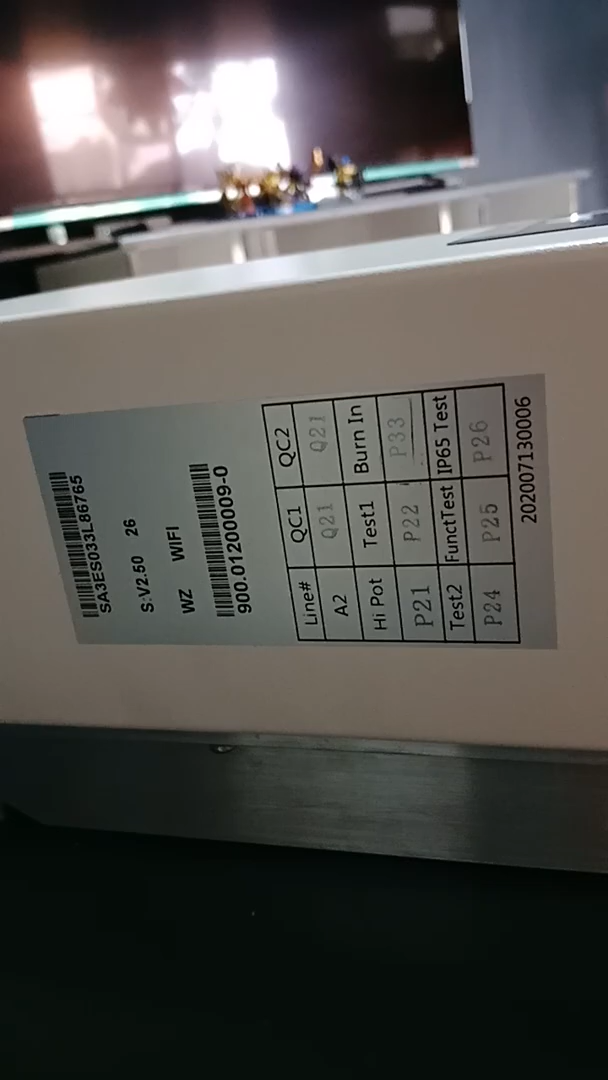 SA3ES033L86765
S:V2.50 26
WZ WIFI
900.01200009-0
Line# QC1 QC2
A2 Q21 Q21
Hi Pot Test1 Burn In
P21 P22 P33
Test2 FunctTest IP65 Test
P24 P25 P26
202007130006